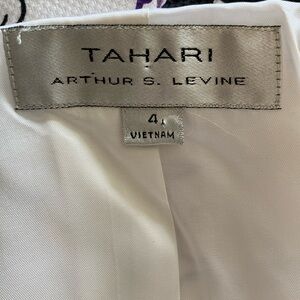 TAHARI
ARTHUR S. LEVINE
4
VIETNAM